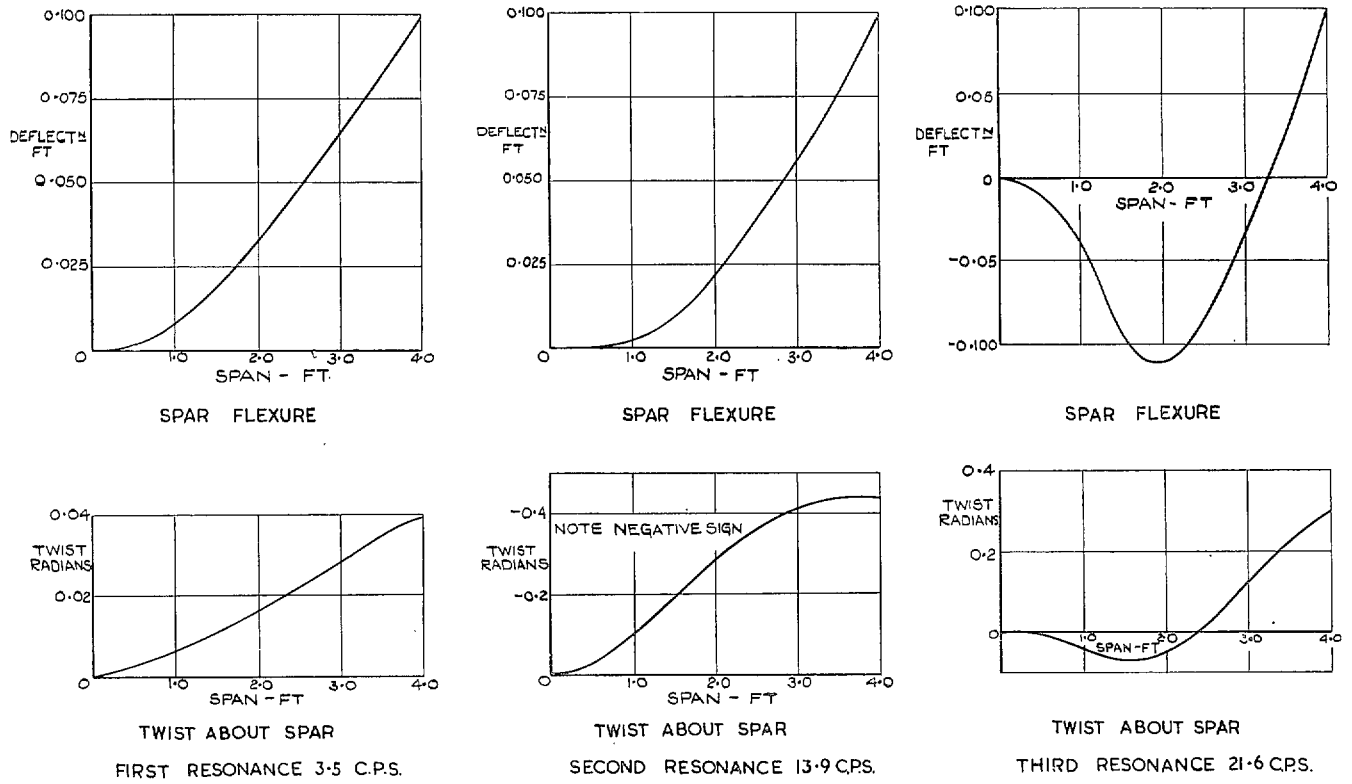 0·100
0·075
DEFLECTN
FT
0·050
0·025
0 1·0 2·0 3·0 4·0
SPAN - FT.
SPAR FLEXURE
0·100
0·075
DEFLECTN
FT
0·050
0·025
0 1·0 2·0 3·0 4·0
SPAN - FT
SPAR FLEXURE
0·100
0·05
DEFLECTN
FT
0
1·0 2·0 3·0 4·0
SPAN - FT
-0·05
-0·100
SPAR FLEXURE
0·04
TWIST
RADIANS
0·02
0 1·0 2·0 3·0 4·0
SPAN - FT
TWIST ABOUT SPAR
FIRST RESONANCE 3·5 C.P.S.
-0·4
NOTE NEGATIVE SIGN
TWIST
RADIANS
-0·2
0 1·0 2·0 3·0 4·0
SPAN - FT
TWIST ABOUT SPAR
SECOND RESONANCE 13·9 C.P.S.
0·4
TWIST
RADIANS
0·2
0
1·0 2·0 3·0 4·0
SPAN-FT
TWIST ABOUT SPAR
THIRD RESONANCE 21·6 C.P.S.